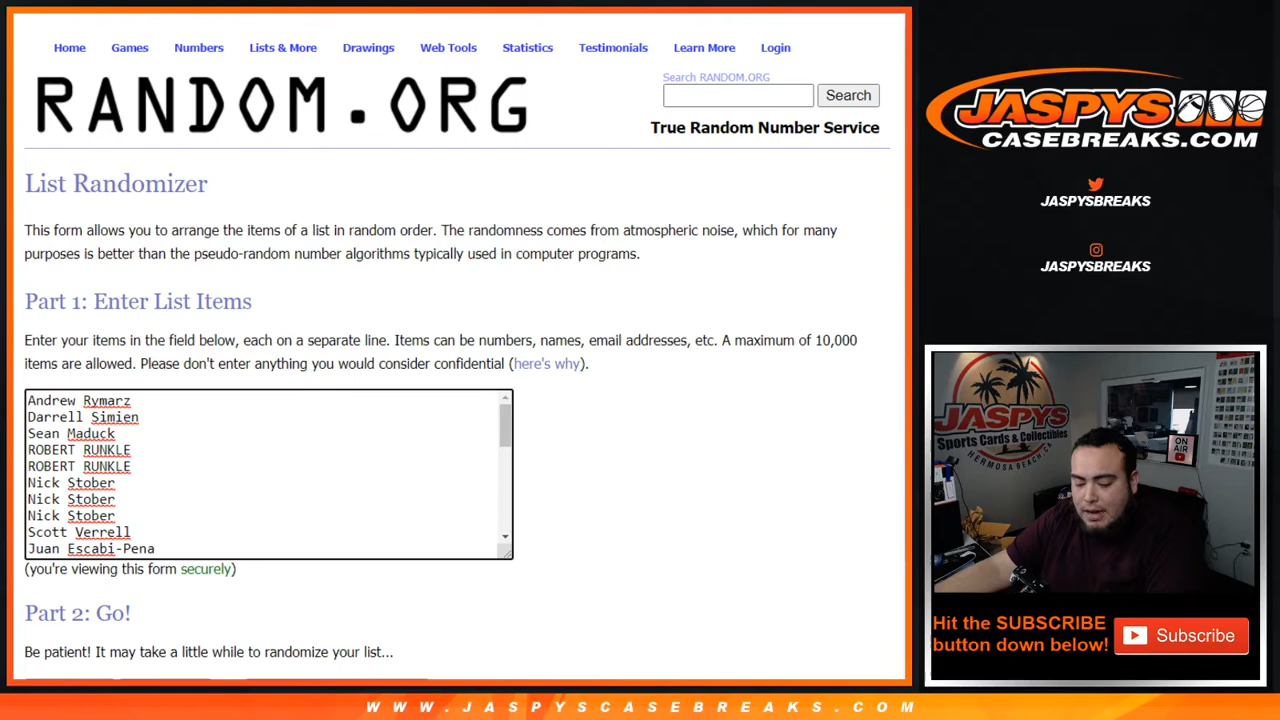 Home Games Numbers Lists & More Drawings Web Tools Statistics Testimonials Learn More Login
RANDOM.ORG
Search RANDOM.ORG
Search
True Random Number Service
List Randomizer
This form allows you to arrange the items of a list in random order. The randomness comes from atmospheric noise, which for many
purposes is better than the pseudo-random number algorithms typically used in computer programs.
Part 1: Enter List Items
Enter your items in the field below, each on a separate line. Items can be numbers, names, email addresses, etc. A maximum of 10,000
items are allowed. Please don't enter anything you would consider confidential (here's why).
Andrew Rymarz
Darrell Simien
Sean Maduck
ROBERT RUNKLE
ROBERT RUNKLE
Nick Stober
Nick Stober
Nick Stober
Scott Verrell
Juan Escabi-Pena
(you're viewing this form securely)
Part 2: Go!
Be patient! It may take a little while to randomize your list...
JASPYS
CASEBREAKS.COM
JASPYSBREAKS
JASPYSBREAKS
JASPYS
Sports Cards & Collectibles
HERMOSA BEACH, CA
ON
AIR
Hit the SUBSCRIBE
button down below!
Subscribe
WWW.JASPYSCASEBREAKS.COM